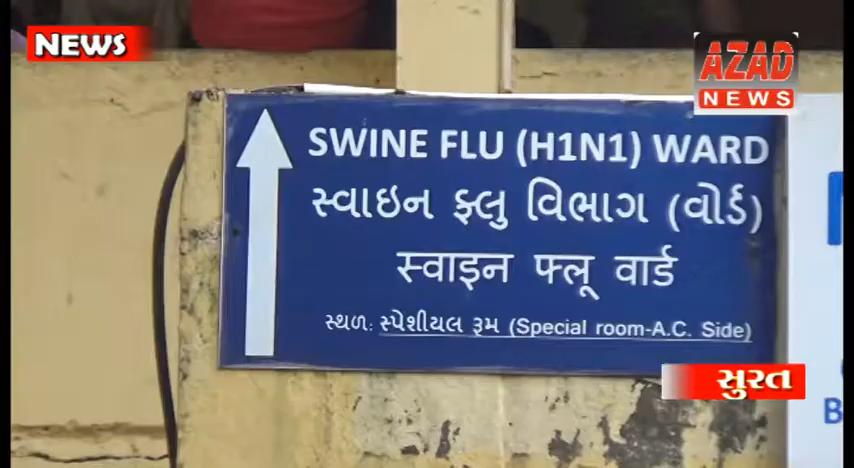 NEWS
AZAD
NEWS
SWINE FLU (H1N1) WARD
સ્વાઇન ફ્લુ વિભાગ (વોર્ડ)
स्वाइन फ्लू वार्ड
સ્થળ: સ્પેશીયલ રૂમ (Special room-A.C. Side)
સુરત